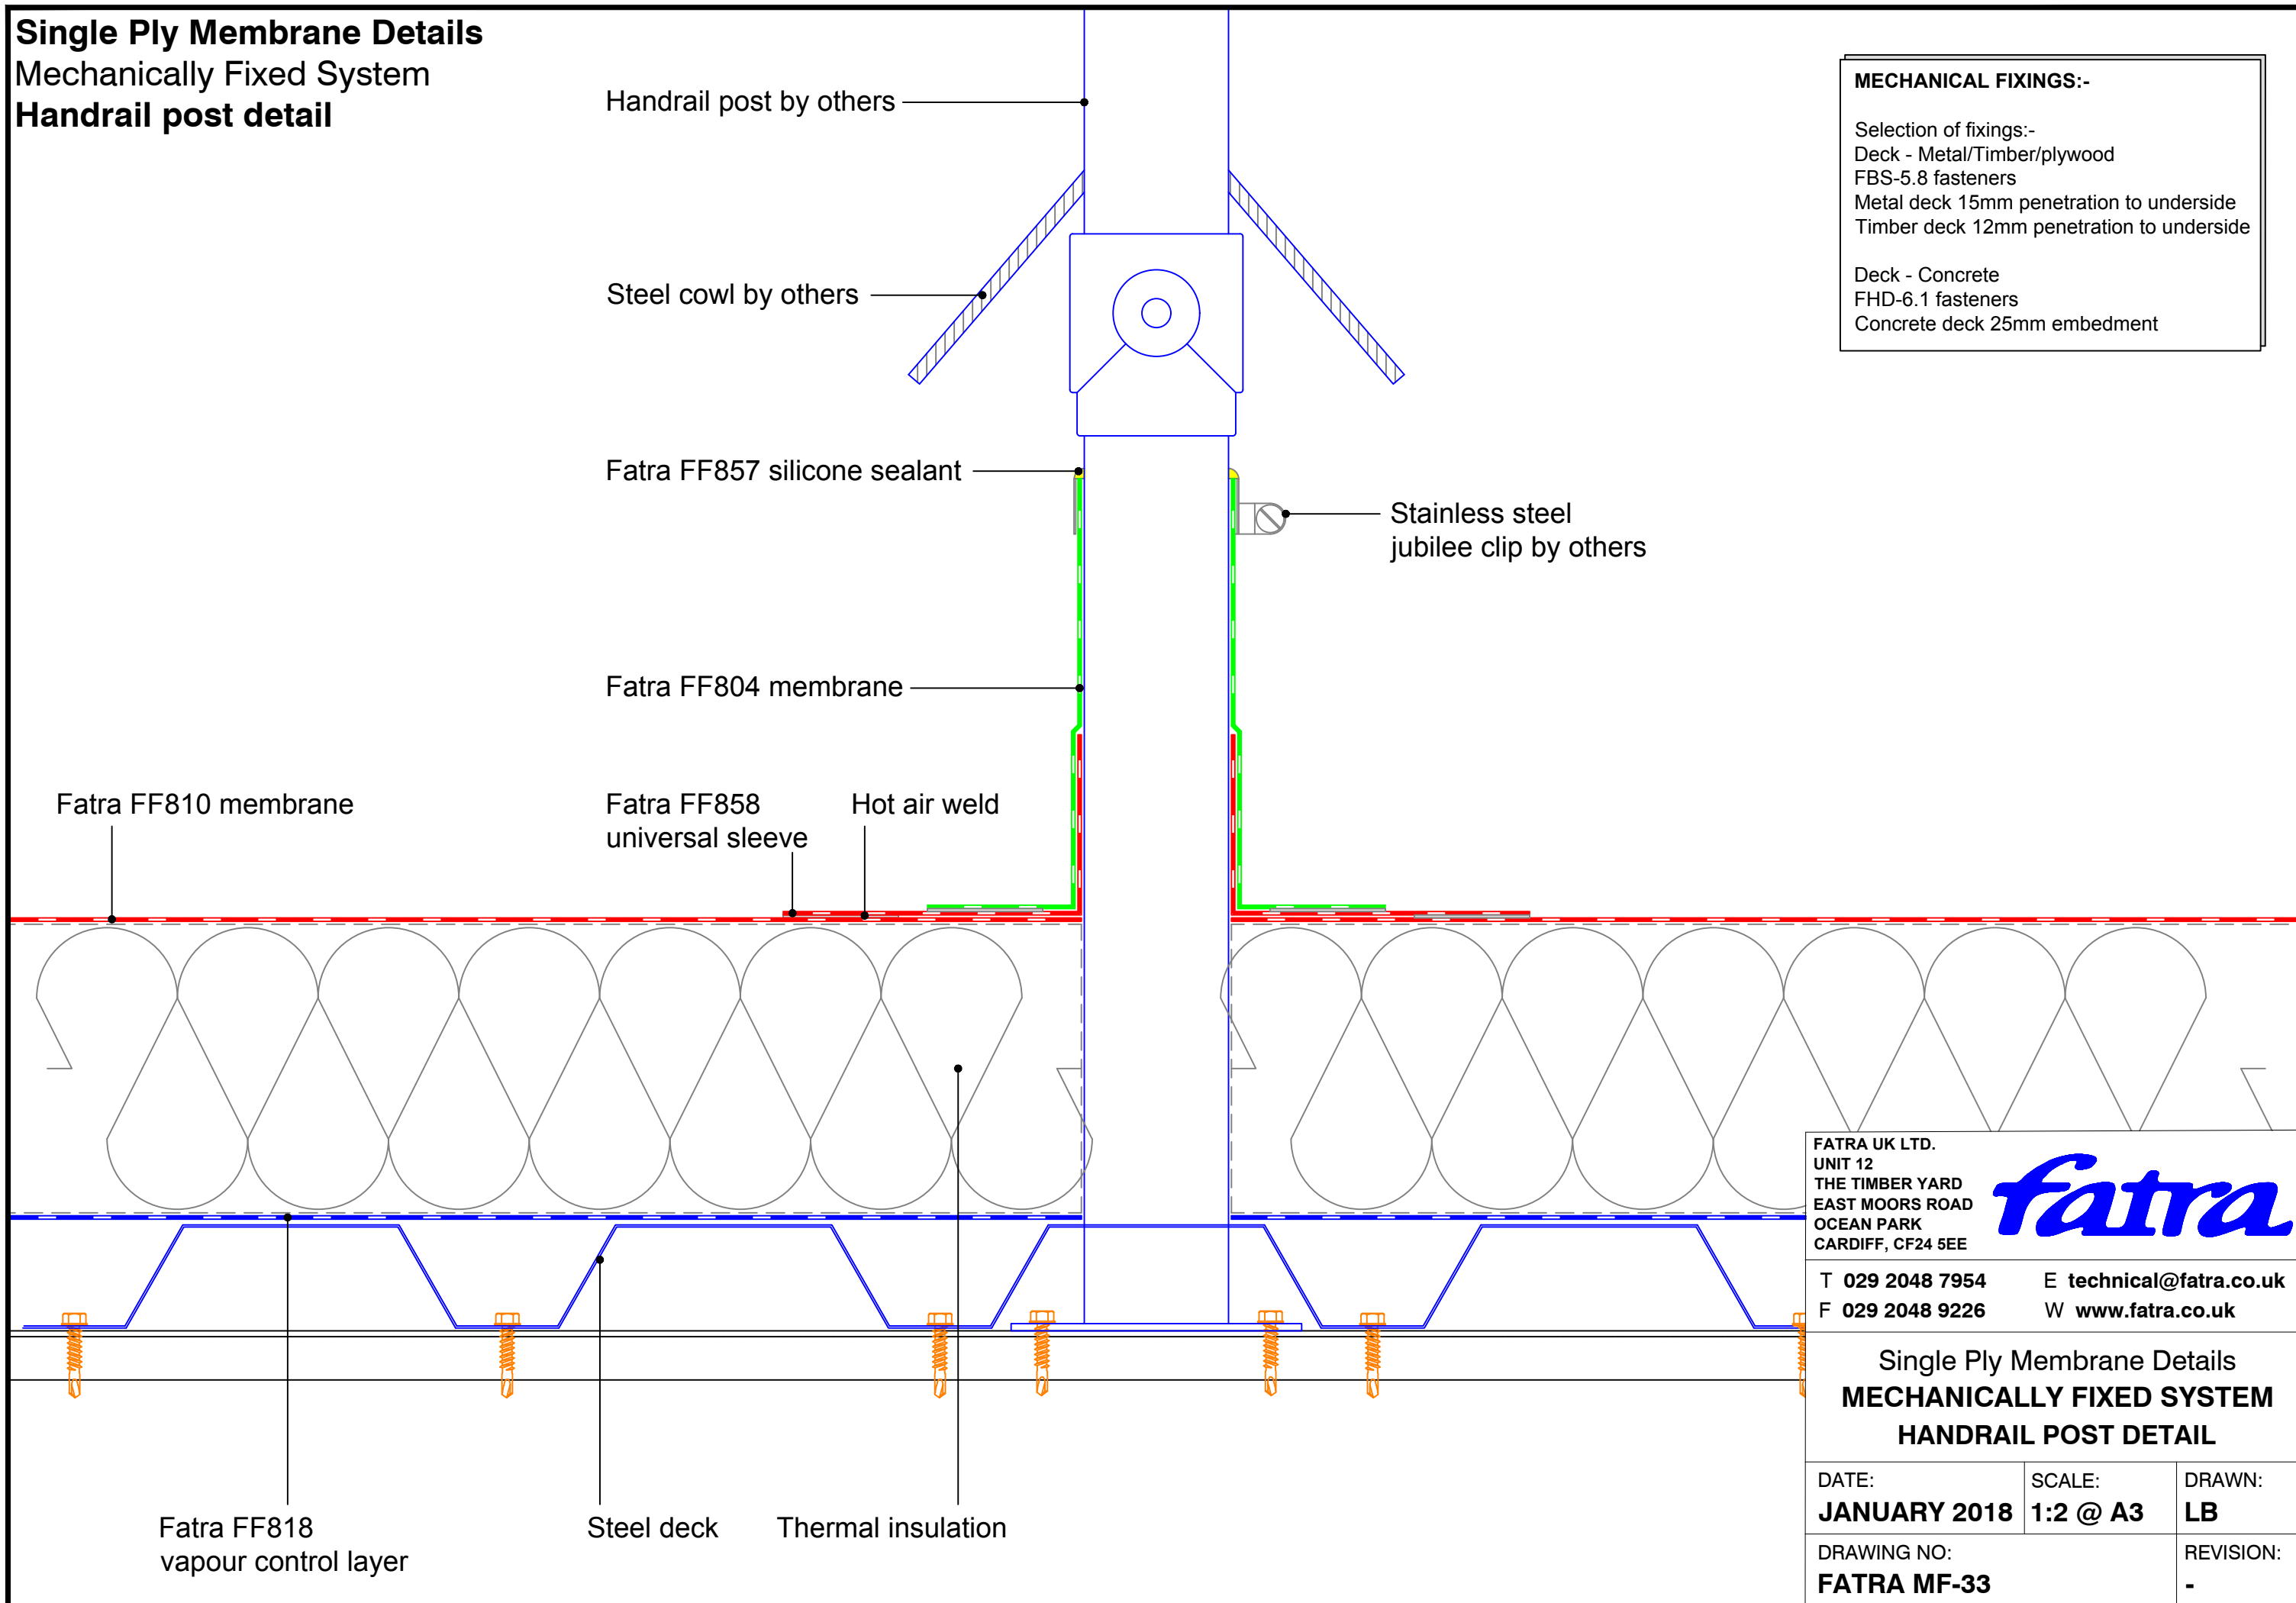 Single Ply Membrane Details
Mechanically Fixed System
Handrail post detail
Handrail post by others
Steel cowl by others
Fatra FF857 silicone sealant
Stainless steel
jubilee clip by others
Fatra FF804 membrane
Fatra FF810 membrane
Fatra FF858
universal sleeve
Hot air weld
Fatra FF818
vapour control layer
Steel deck
Thermal insulation
MECHANICAL FIXINGS:-
Selection of fixings:-
Deck - Metal/Timber/plywood
FBS-5.8 fasteners
Metal deck 15mm penetration to underside
Timber deck 12mm penetration to underside
Deck - Concrete
FHD-6.1 fasteners
Concrete deck 25mm embedment
FATRA UK LTD.
UNIT 12
THE TIMBER YARD
EAST MOORS ROAD
OCEAN PARK
CARDIFF, CF24 5EE
fatra
T 029 2048 7954
E technical@fatra.co.uk
F 029 2048 9226
W www.fatra.co.uk
Single Ply Membrane Details
MECHANICALLY FIXED SYSTEM
HANDRAIL POST DETAIL
DATE:
JANUARY 2018
SCALE:
1:2 @ A3
DRAWN:
LB
DRAWING NO:
FATRA MF-33
REVISION:
-